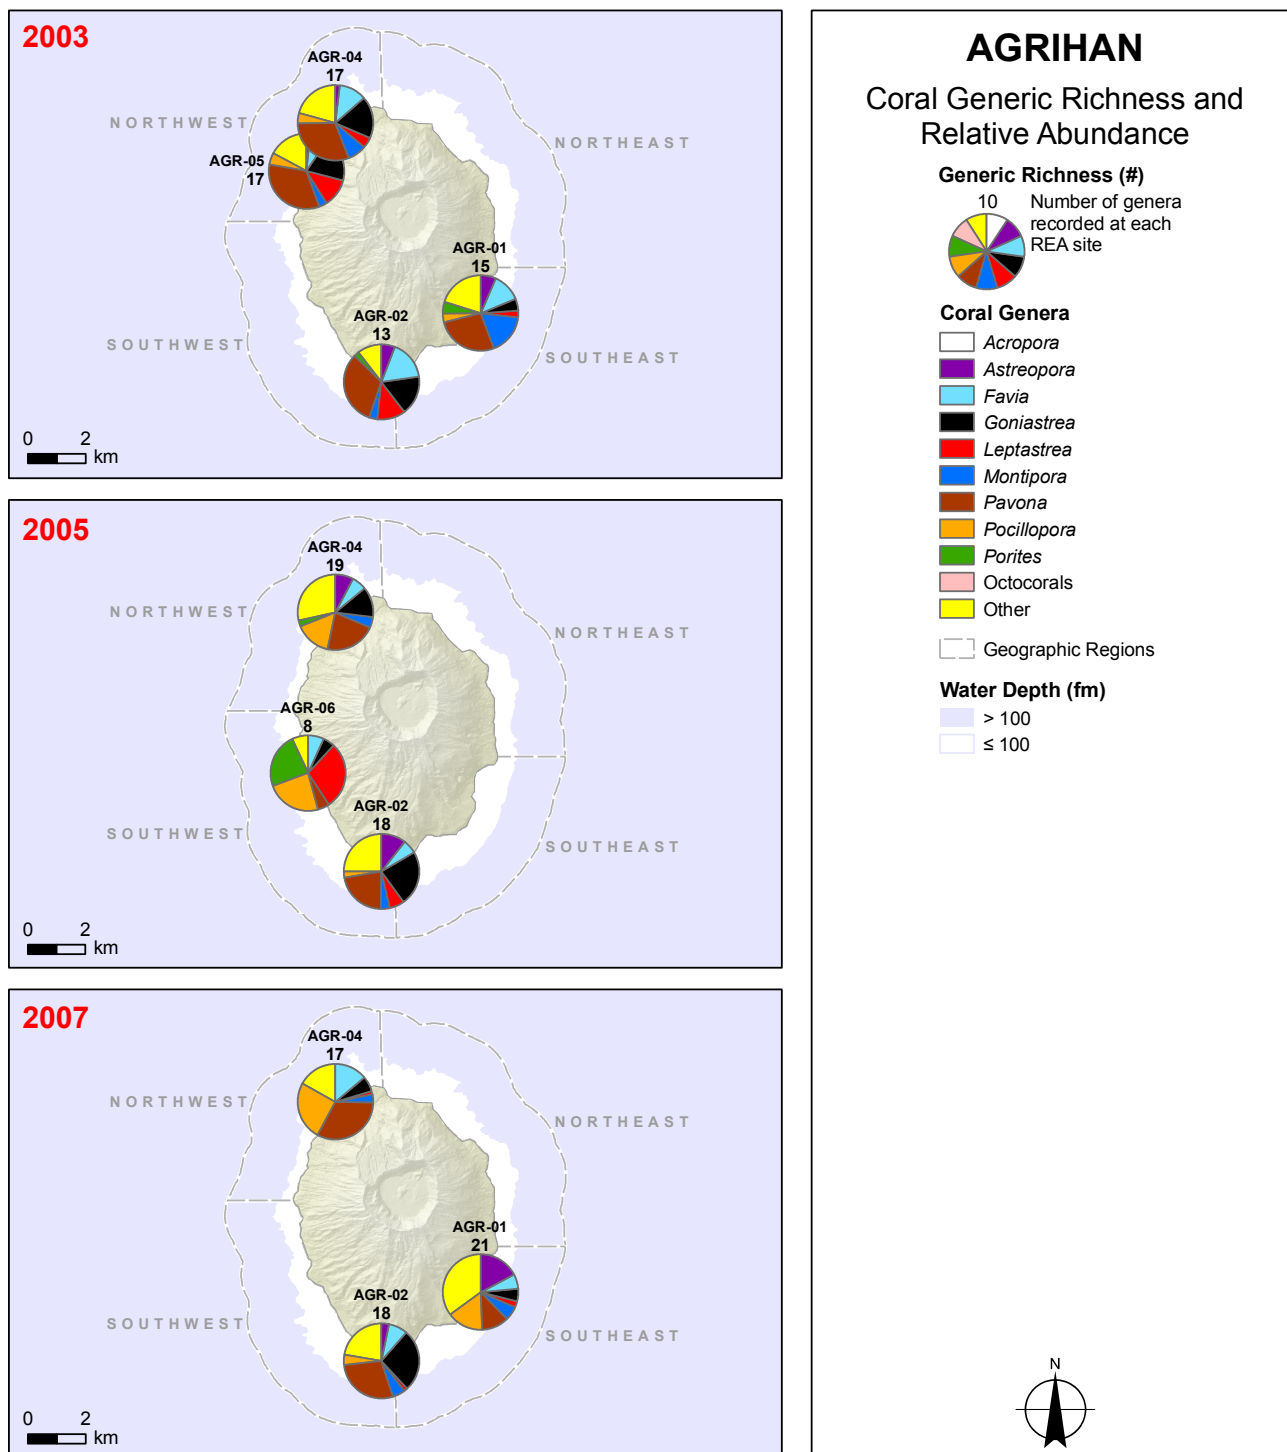 2003
AGR-04
17
NORTHWEST
NORTHEAST
AGR-05
17
AGR-01
15
AGR-02
13
SOUTHWEST
SOUTHEAST
0 2
km
2005
AGR-04
19
NORTHWEST
NORTHEAST
AGR-06
8
AGR-02
18
SOUTHWEST
SOUTHEAST
0 2
km
2007
AGR-04
17
NORTHWEST
NORTHEAST
AGR-01
21
AGR-02
18
SOUTHWEST
SOUTHEAST
0 2
km
AGRIHAN
Coral Generic Richness and
Relative Abundance
Generic Richness (#)
10
Number of genera
recorded at each
REA site
Coral Genera
Acropora
Astreopora
Favia
Goniastrea
Leptastrea
Montipora
Pavona
Pocillopora
Porites
Octocorals
Other
Geographic Regions
Water Depth (fm)
> 100
≤ 100
N